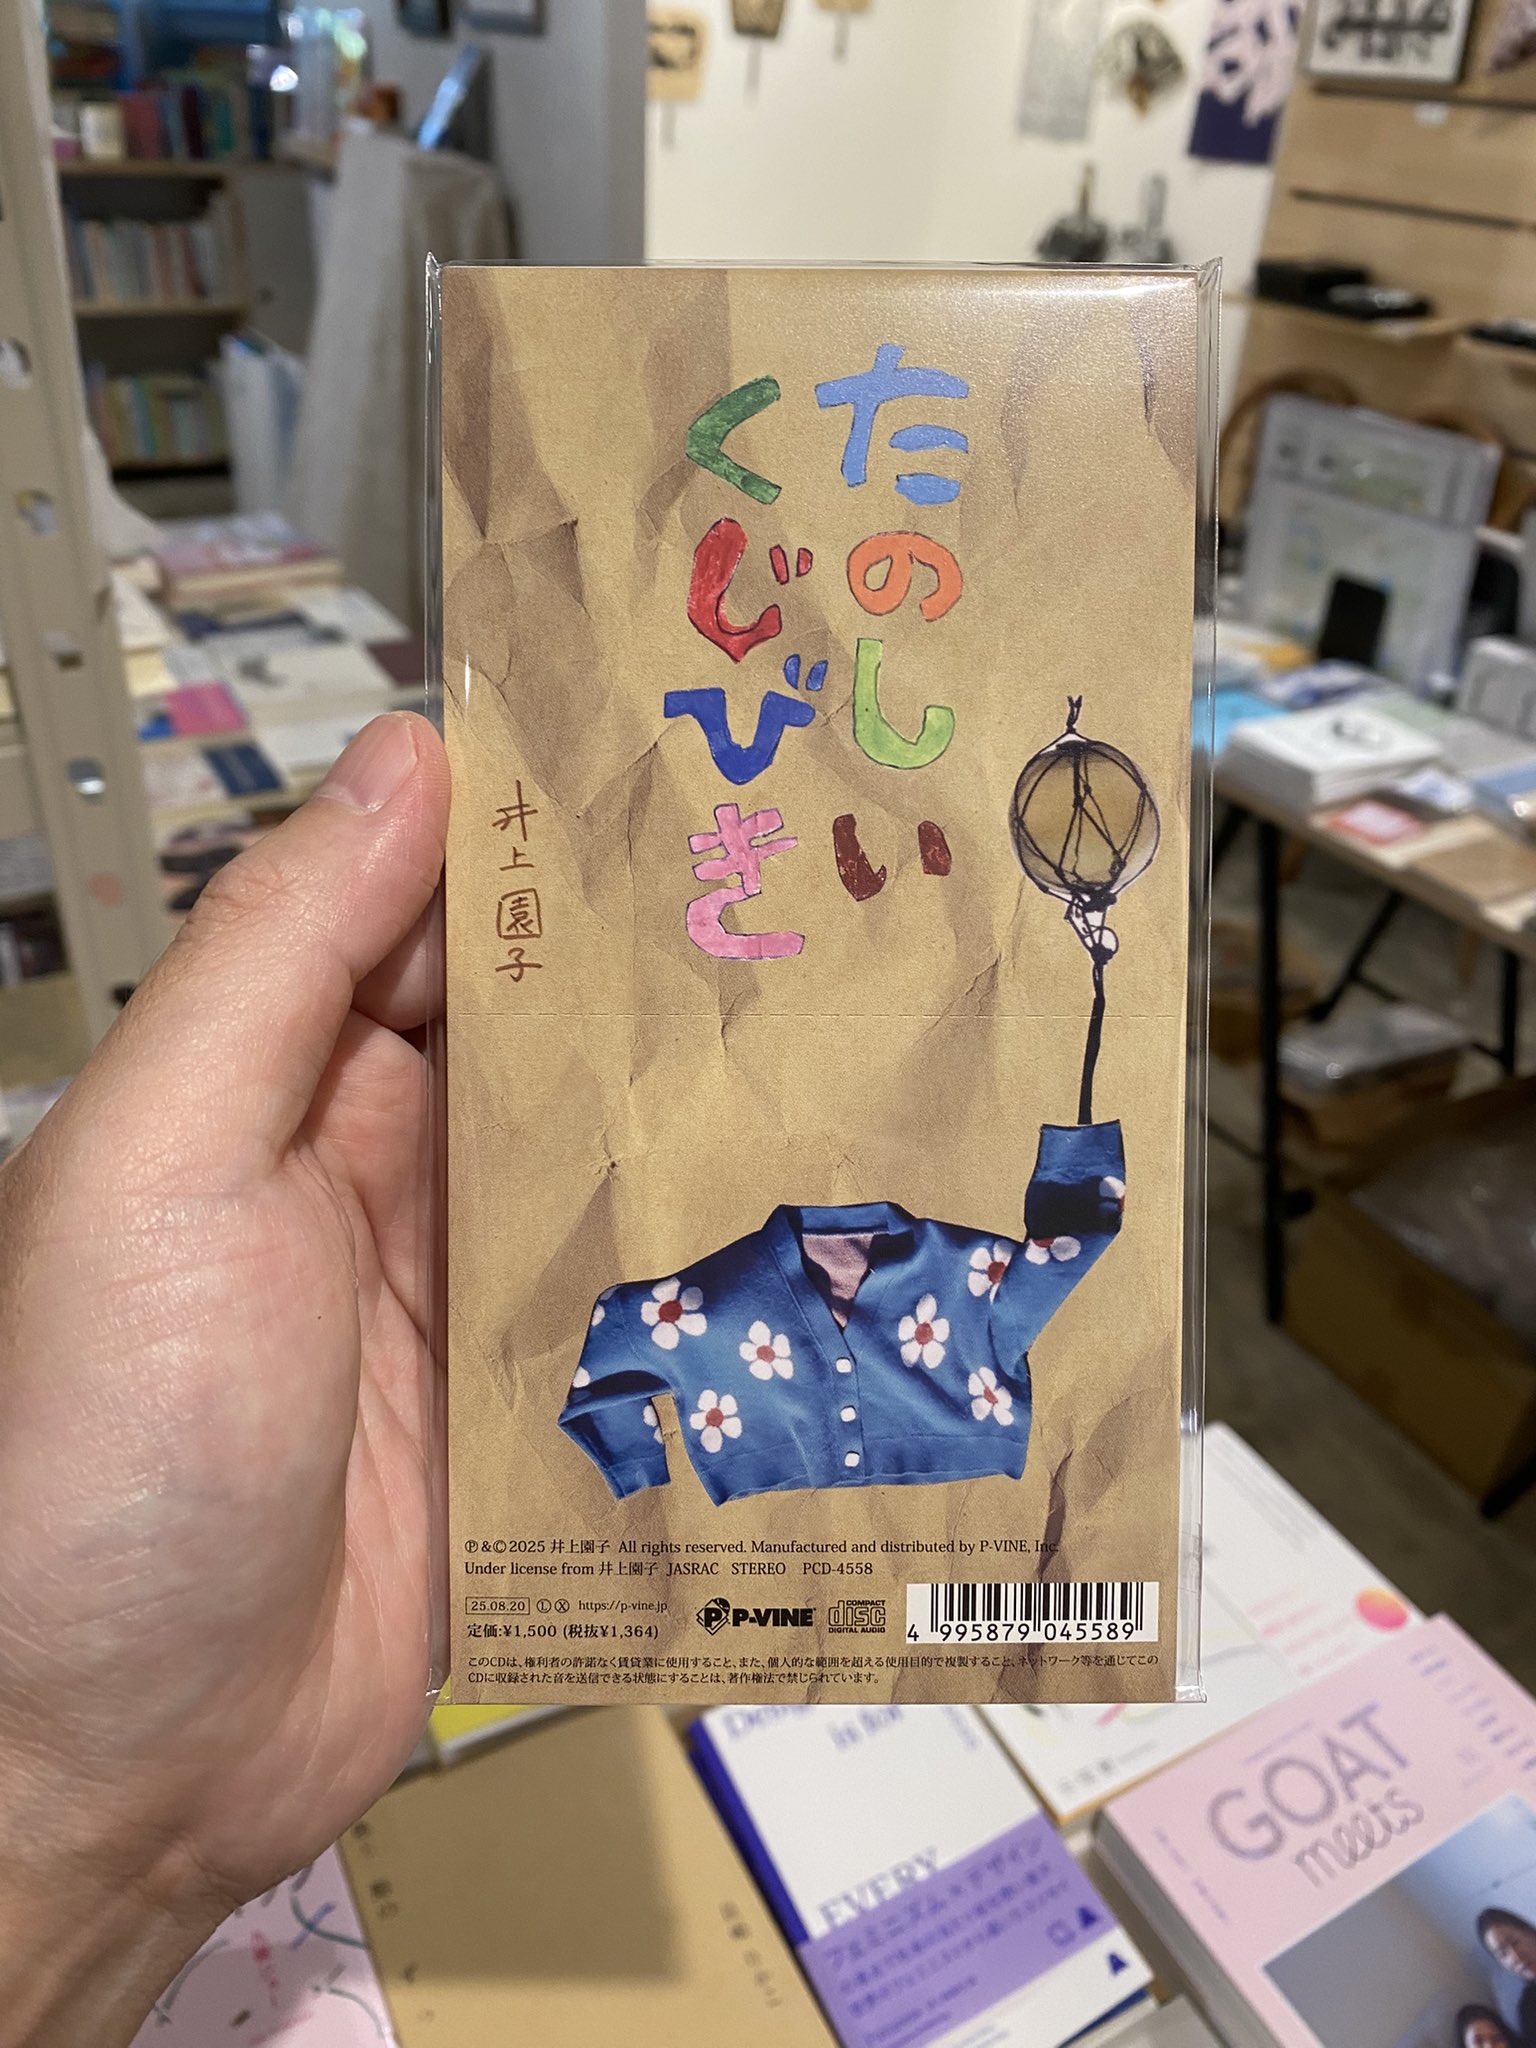 たのしい
くじびき
井上園子
Ⓟ&©2025 井上園子 All rights reserved. Manufactured and distributed by P-VINE, Inc.
Under license from 井上園子 JASRAC STEREO PCD-4558
25.08.20 Ⓛ Ⓧ https://p-vine.jp
定価:¥1,500 (税抜¥1,364)
P-VINE
COMPACT
disc
DIGITAL AUDIO
4 995879 045589
このCDは、権利者の許諾なく賃貸業に使用すること、また、個人的な範囲を超える使用目的で複製すること、ネットワーク等を通じてこの
CDに収録された音を送信できる状態にすることは、著作権法で禁じられています。
is for
EVERY
フェミニズム×デザイン
GOAT
meets